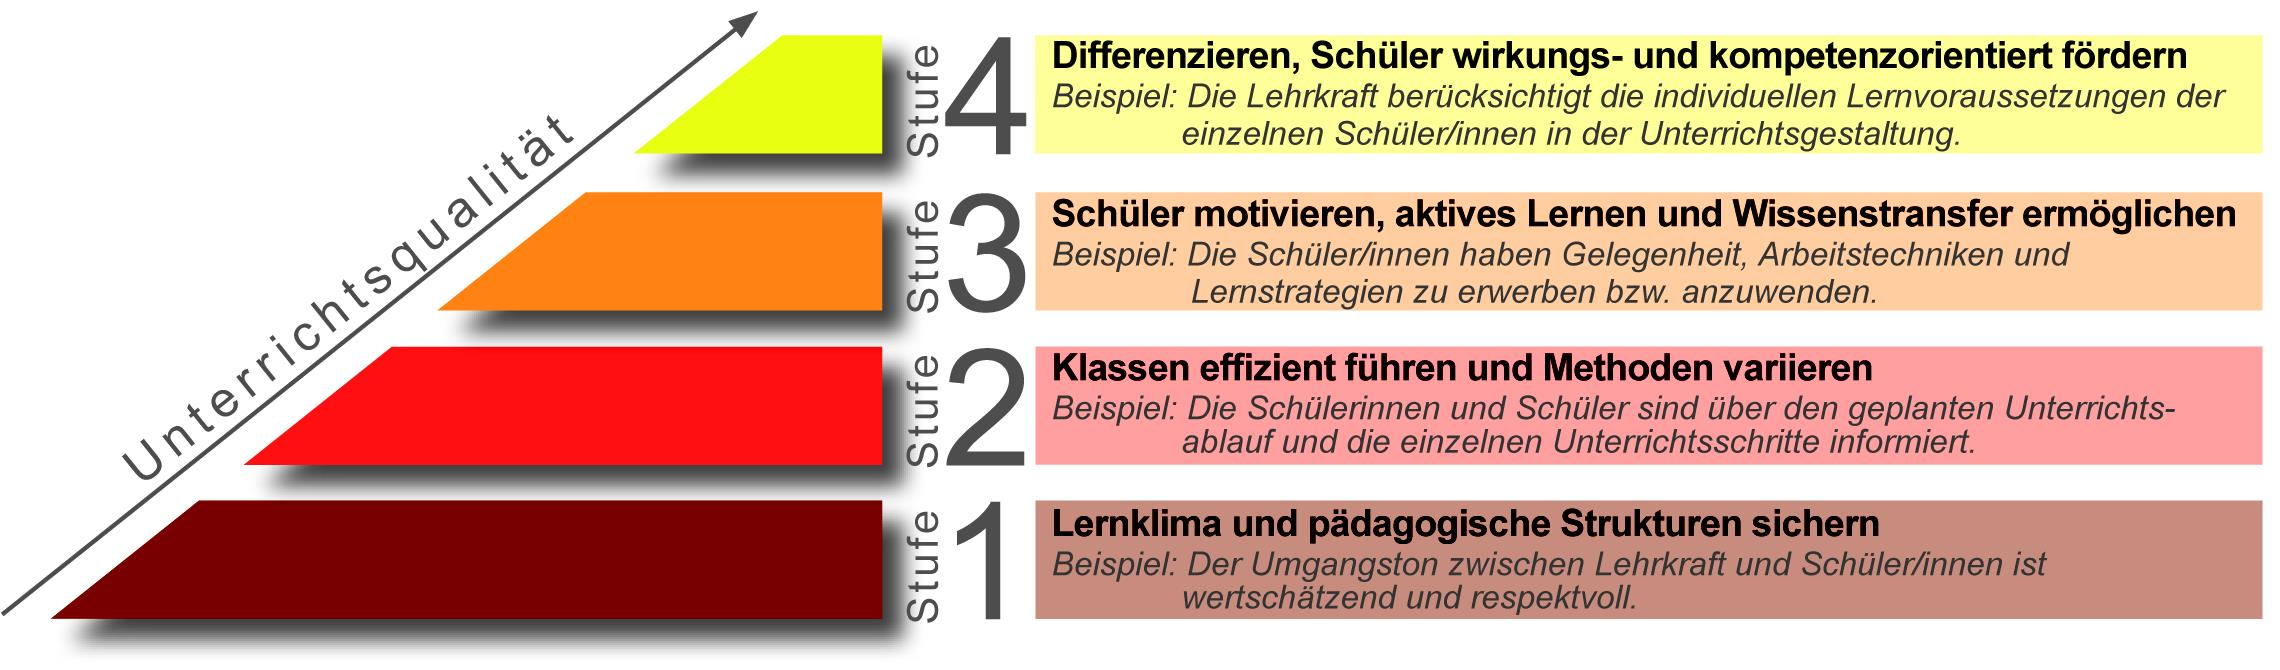 Unterrichtsqualität
Stufe 4
Differenzieren, Schüler wirkungs- und kompetenzorientiert fördern
Beispiel: Die Lehrkraft berücksichtigt die individuellen Lernvoraussetzungen der
einzelnen Schüler/innen in der Unterrichtsgestaltung.
Stufe 3
Schüler motivieren, aktives Lernen und Wissenstransfer ermöglichen
Beispiel: Die Schüler/innen haben Gelegenheit, Arbeitstechniken und
Lernstrategien zu erwerben bzw. anzuwenden.
Stufe 2
Klassen effizient führen und Methoden variieren
Beispiel: Die Schülerinnen und Schüler sind über den geplanten Unterrichts-
ablauf und die einzelnen Unterrichtsschritte informiert.
Stufe 1
Lernklima und pädagogische Strukturen sichern
Beispiel: Der Umgangston zwischen Lehrkraft und Schüler/innen ist
wertschätzend und respektvoll.